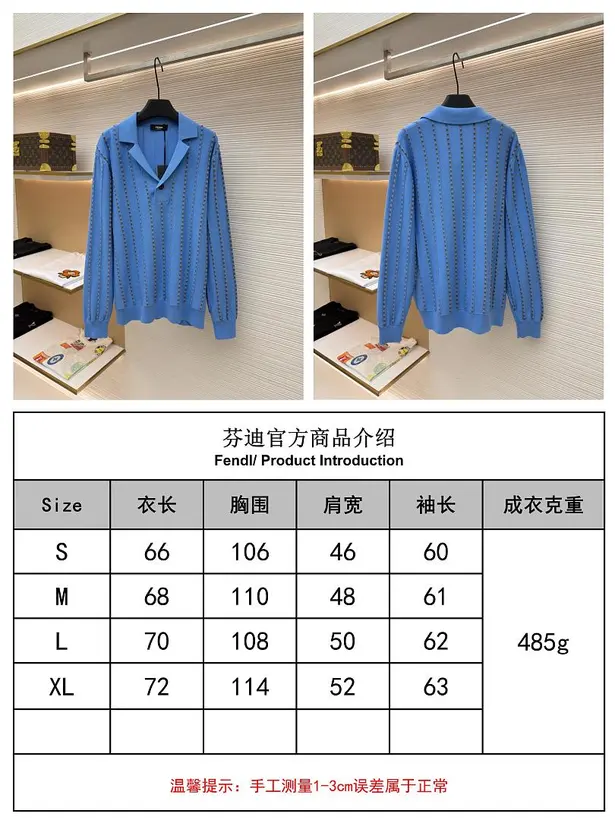 芬迪官方商品介绍
Fendl/ Product Introduction
Size 衣长 胸围 肩宽 袖长 成衣克重
S 66 106 46 60
M 68 110 48 61
L 70 108 50 62
XL 72 114 52 63
485g
温馨提示：手工测量1-3cm误差属于正常